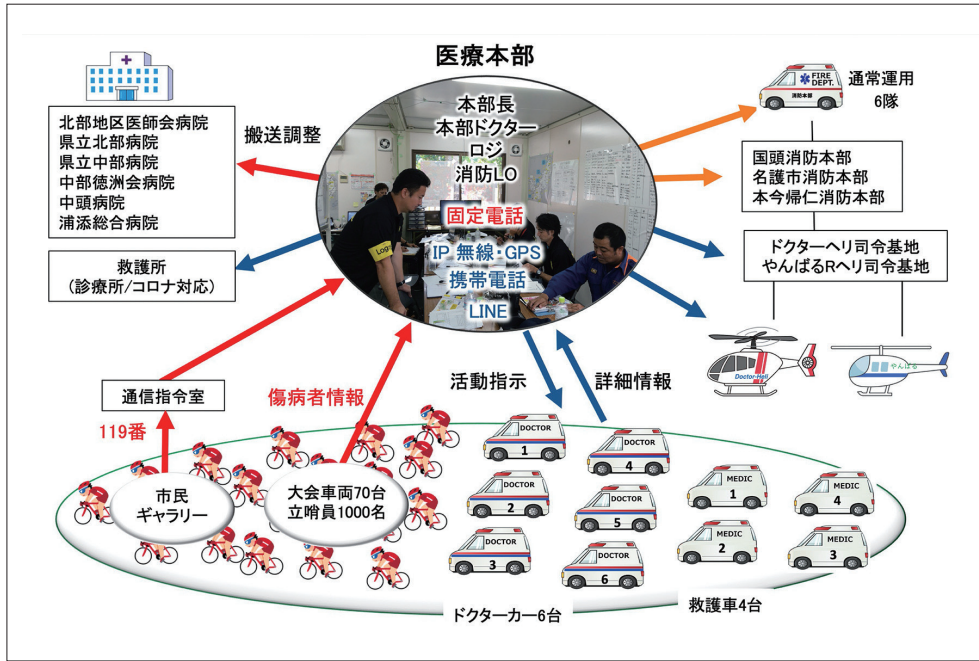 医療本部
本部長
本部ドクター
ロジ
消防LO
固定電話
IP 無線・GPS
携帯電話
LINE
北部地区医師会病院
県立北部病院
県立中部病院
中部徳洲会病院
中頭病院
浦添総合病院
搬送調整
救護所
(診療所/コロナ対応)
FIRE
DEPT.
消防本部
通常運用
6隊
国頭消防本部
名護市消防本部
本今帰仁消防本部
ドクターヘリ司令基地
やんばるRヘリ司令基地
Doctor-Heli
やんばる
通信指令室
119番
傷病者情報
活動指示
詳細情報
市民
ギャラリー
大会車両70台
立哨員1000名
DOCTOR
1
DOCTOR
2
DOCTOR
3
DOCTOR
4
DOCTOR
5
DOCTOR
6
MEDIC
1
MEDIC
2
MEDIC
4
MEDIC
3
ドクターカー6台
救護車4台